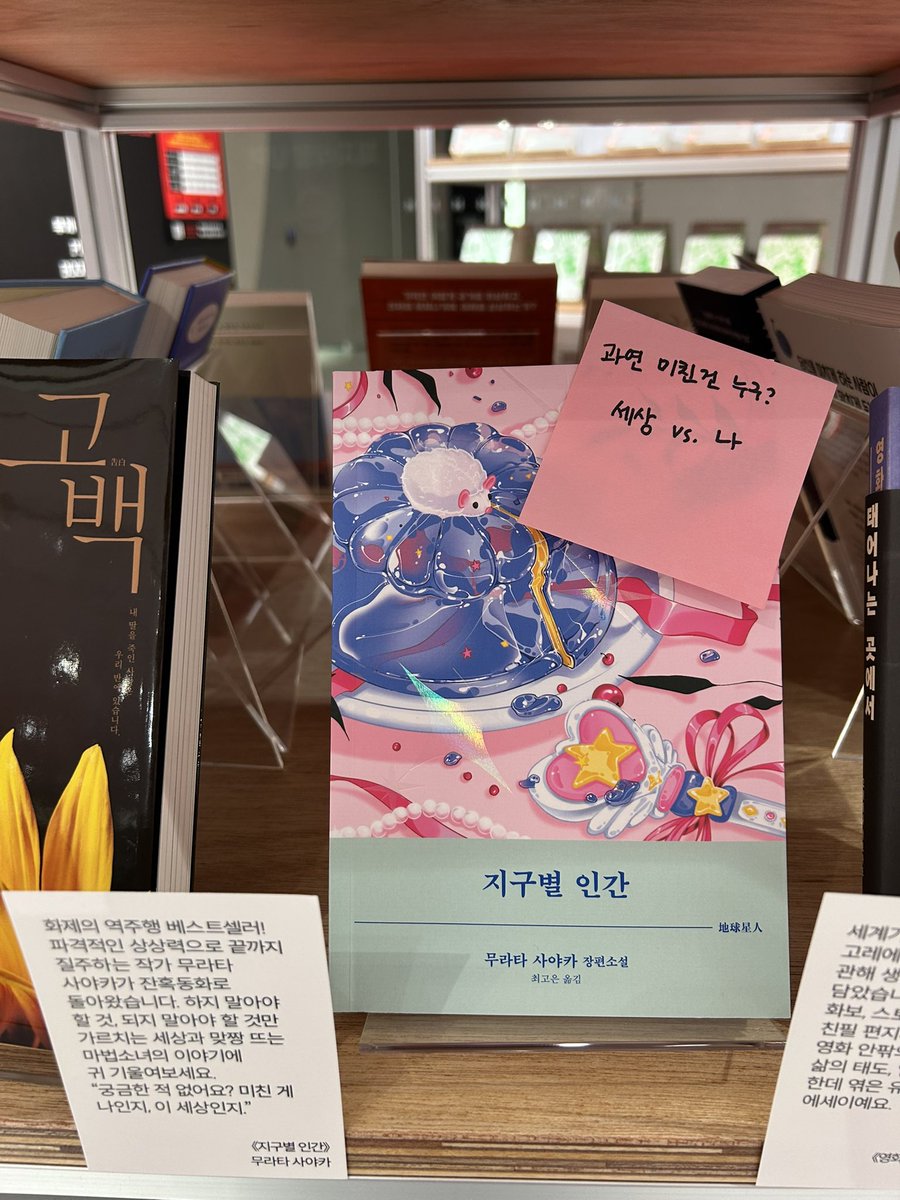 과연 미친건 누구?
세상 vs. 나
고백
告白
내 딸을 죽인 사
우리 반
있습니다.
지구별 인간
地球星人
무라타 사야카 장편소설
최고은 옮김
영화
태어나는 곳에서
화제의 역주행 베스트셀러!
파격적인 상상력으로 끝까지
질주하는 작가 무라타
사야카가 잔혹동화로
돌아왔습니다. 하지 말아야
할 것, 되지 말아야 할 것만
가르치는 세상과 맞짱 뜨는
마법소녀의 이야기에
귀 기울여보세요.
“궁금한 적 없어요? 미친 게
나인지, 이 세상인지.”
《지구별 인간》
무라타 사야카
세계가
고레에
관해 생
담았습니
화보, 스토
친필 편지
영화 안팎의
삶의 태도,
한데 엮은 유
에세이예요.
《영화